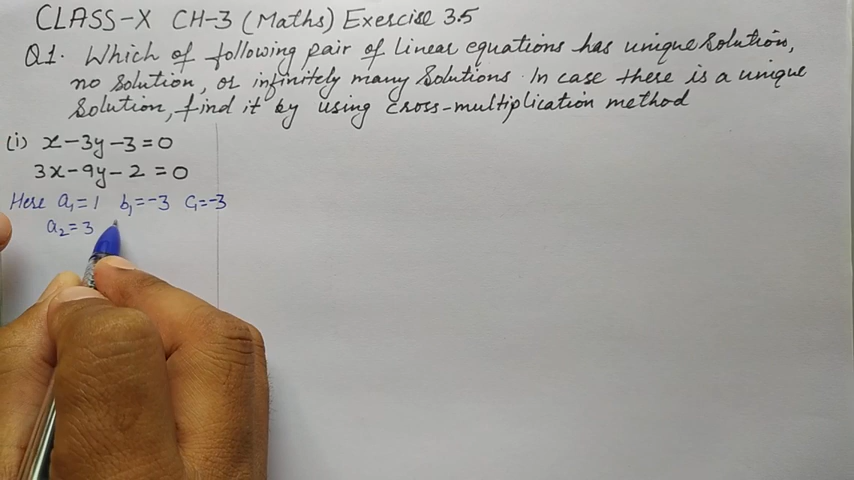 CLASS-X CH-3 (Maths) Exercise 3.5
Q1. Which of following pair of linear equations has unique solution,
no solution, or infinitely many solutions. In case there is a unique
solution, find it by using cross-multiplication method
(i) x-3y-3=0
3x-9y-2=0
Here a₁=1 b₁=-3 c₁=-3
a₂=3